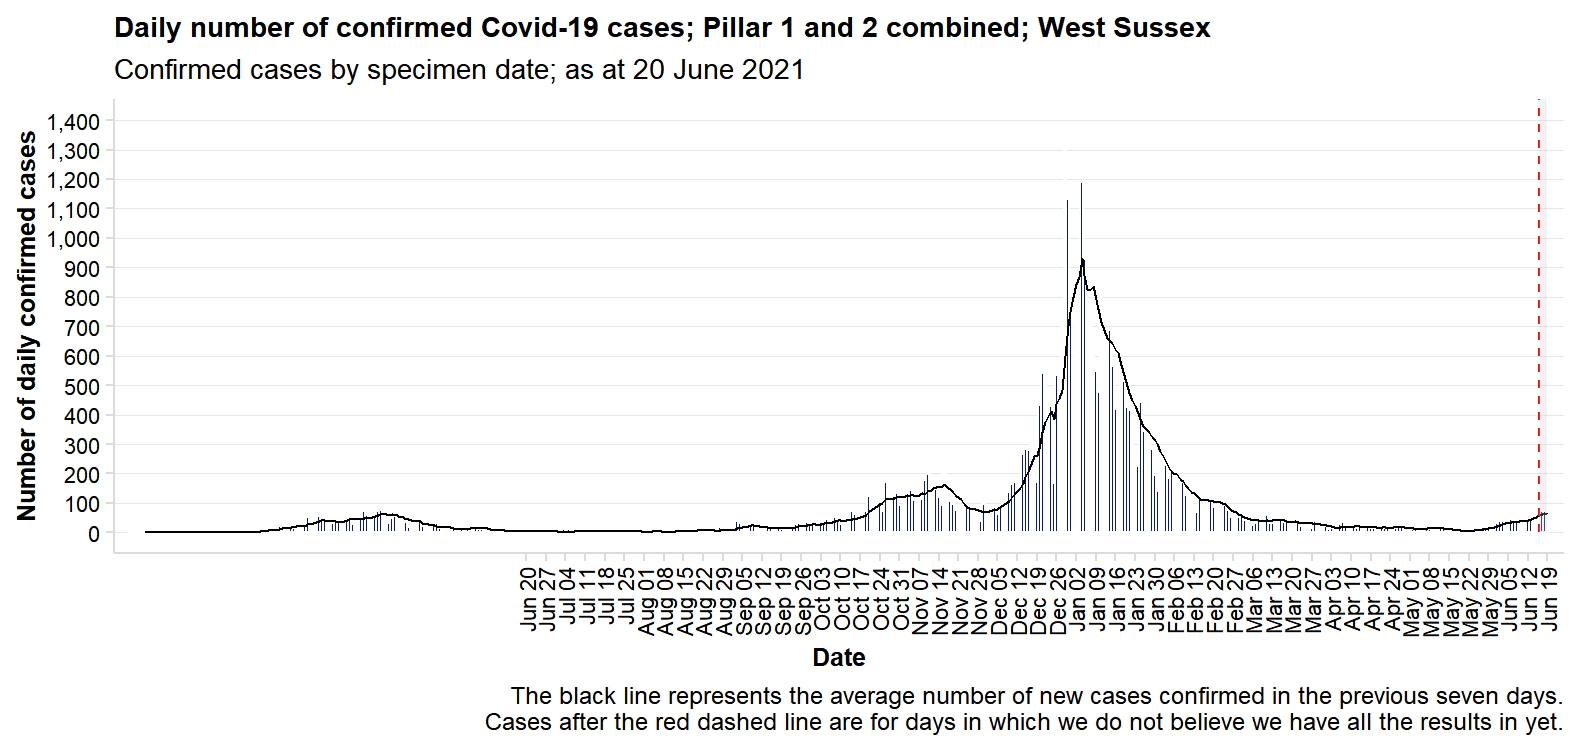 Daily number of confirmed Covid-19 cases; Pillar 1 and 2 combined; West Sussex
Confirmed cases by specimen date; as at 20 June 2021
Number of daily confirmed cases
1,400
1,300
1,200
1,100
1,000
900
800
700
600
500
400
300
200
100
0
Jun 20
Jun 27
Jul 04
Jul 11
Jul 18
Jul 25
Aug 01
Aug 08
Aug 15
Aug 22
Aug 29
Sep 05
Sep 12
Sep 19
Sep 26
Oct 03
Oct 10
Oct 17
Oct 24
Oct 31
Nov 07
Nov 14
Nov 21
Nov 28
Dec 05
Dec 12
Dec 19
Dec 26
Jan 02
Jan 09
Jan 16
Jan 23
Jan 30
Feb 06
Feb 13
Feb 20
Feb 27
Mar 06
Mar 13
Mar 20
Mar 27
Apr 03
Apr 10
Apr 17
Apr 24
May 01
May 08
May 15
May 22
May 29
Jun 05
Jun 12
Jun 19
Date
The black line represents the average number of new cases confirmed in the previous seven days.
Cases after the red dashed line are for days in which we do not believe we have all the results in yet.